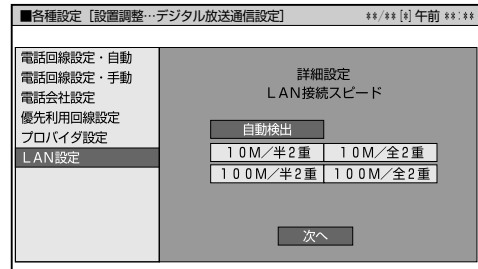 ■各種設定［設置調整…デジタル放送通信設定］ **/**[*]午前 **:**
電話回線設定・自動
電話回線設定・手動
電話会社設定
優先利用回線設定
プロバイダ設定
LAN設定
詳細設定
LAN接続スピード
自動検出
10M／半2重 10M／全2重
100M／半2重 100M／全2重
次へ